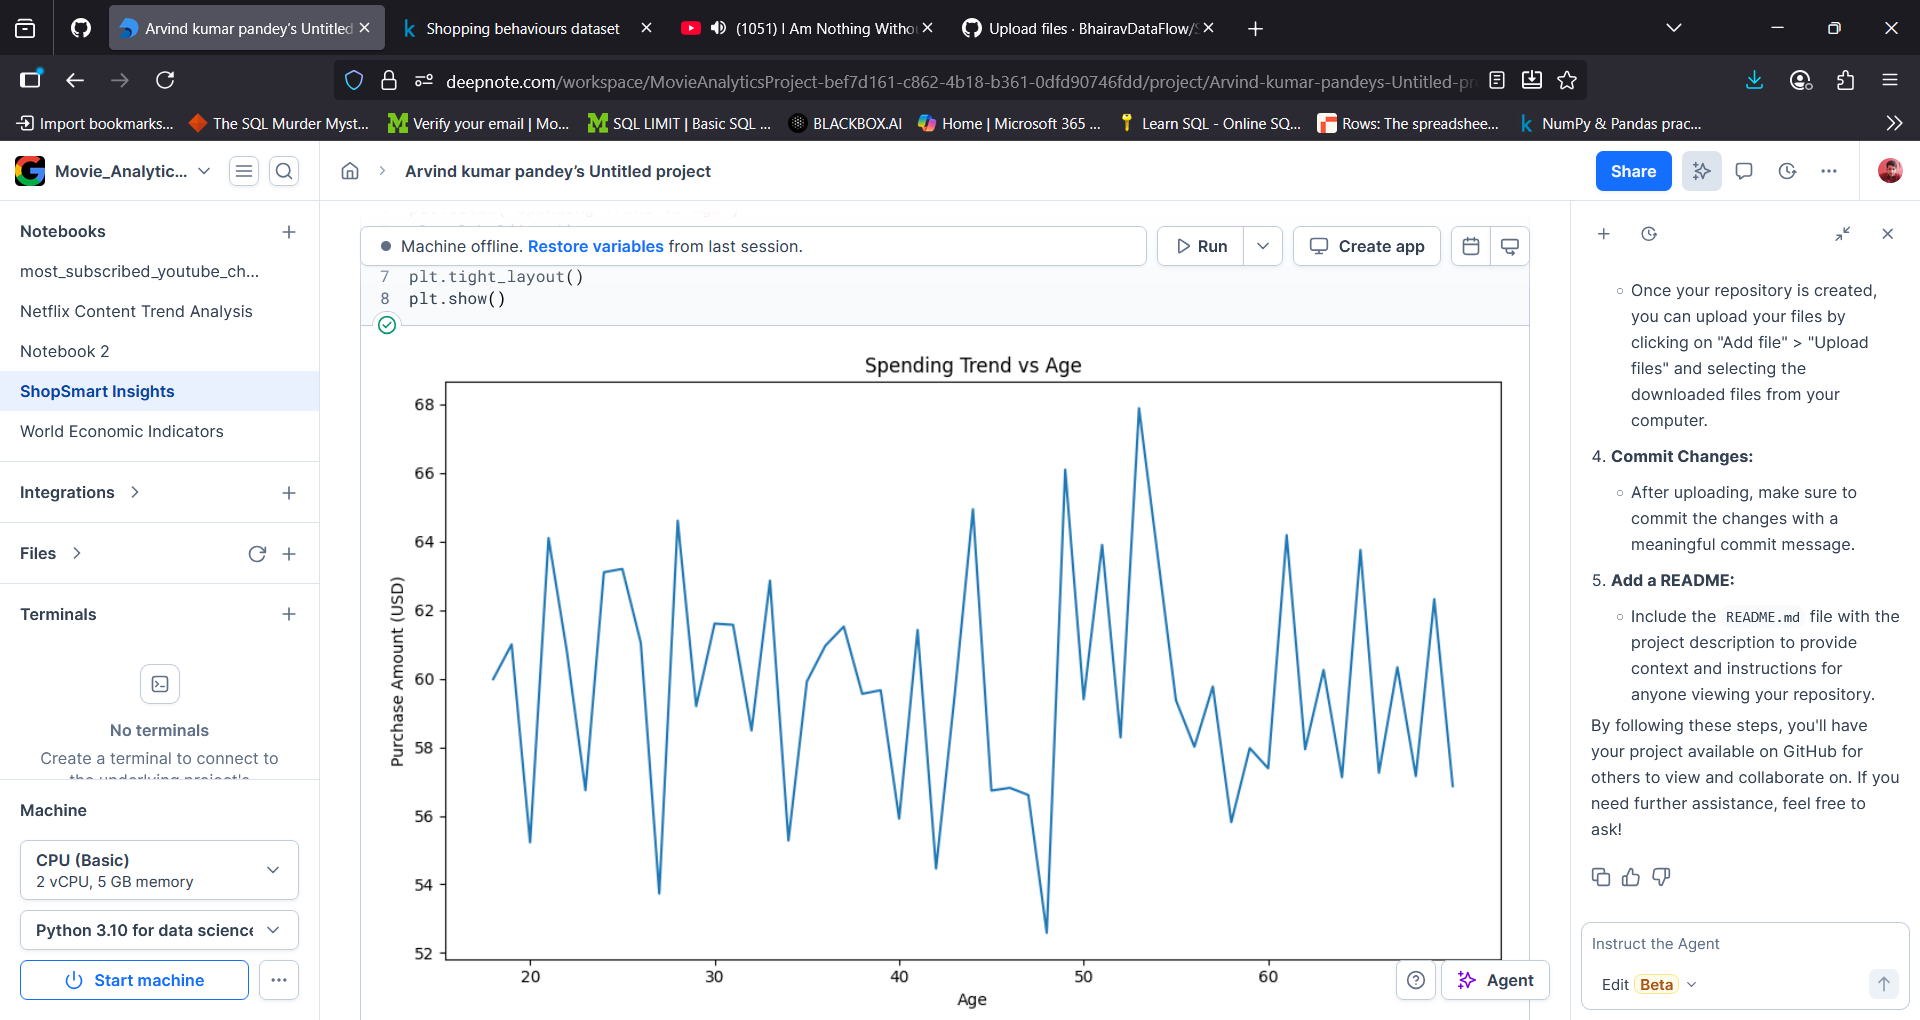 Arvind kumar pandey's Untitled
Shopping behaviours dataset
(1051) I Am Nothing Witho
Upload files · BhairavDataFlow/S
deepnote.com/workspace/MovieAnalyticsProject-bef7d161-c862-4b18-b361-0dfd90746fdd/project/Arvind-kumar-pandeys-Untitled-pr
Import bookmarks...
The SQL Murder Myst...
Verify your email | Mo...
SQL LIMIT | Basic SQL ...
BLACKBOX.AI
Home | Microsoft 365 ...
Learn SQL - Online SQ...
Rows: The spreadshee...
NumPy & Pandas prac...
Movie_Analytic...
Arvind kumar pandey's Untitled project
Share
Notebooks
most_subscribed_youtube_ch...
Netflix Content Trend Analysis
Notebook 2
ShopSmart Insights
World Economic Indicators
Integrations
Files
Terminals
No terminals
Create a terminal to connect to
the underlying project's
Machine
CPU (Basic)
2 vCPU, 5 GB memory
Python 3.10 for data science
Start machine
Machine offline. Restore variables from last session.
Run
Create app
7 plt.tight_layout()
8 plt.show()
Spending Trend vs Age
68
66
64
62
60
58
56
54
52
Purchase Amount (USD)
20 30 40 50 60
Age
Agent
Once your repository is created,
you can upload your files by
clicking on "Add file" > "Upload
files" and selecting the
downloaded files from your
computer.
4. Commit Changes:
After uploading, make sure to
commit the changes with a
meaningful commit message.
5. Add a README:
Include the README.md file with the
project description to provide
context and instructions for
anyone viewing your repository.
By following these steps, you'll have
your project available on GitHub for
others to view and collaborate on. If you
need further assistance, feel free to
ask!
Instruct the Agent
Edit Beta